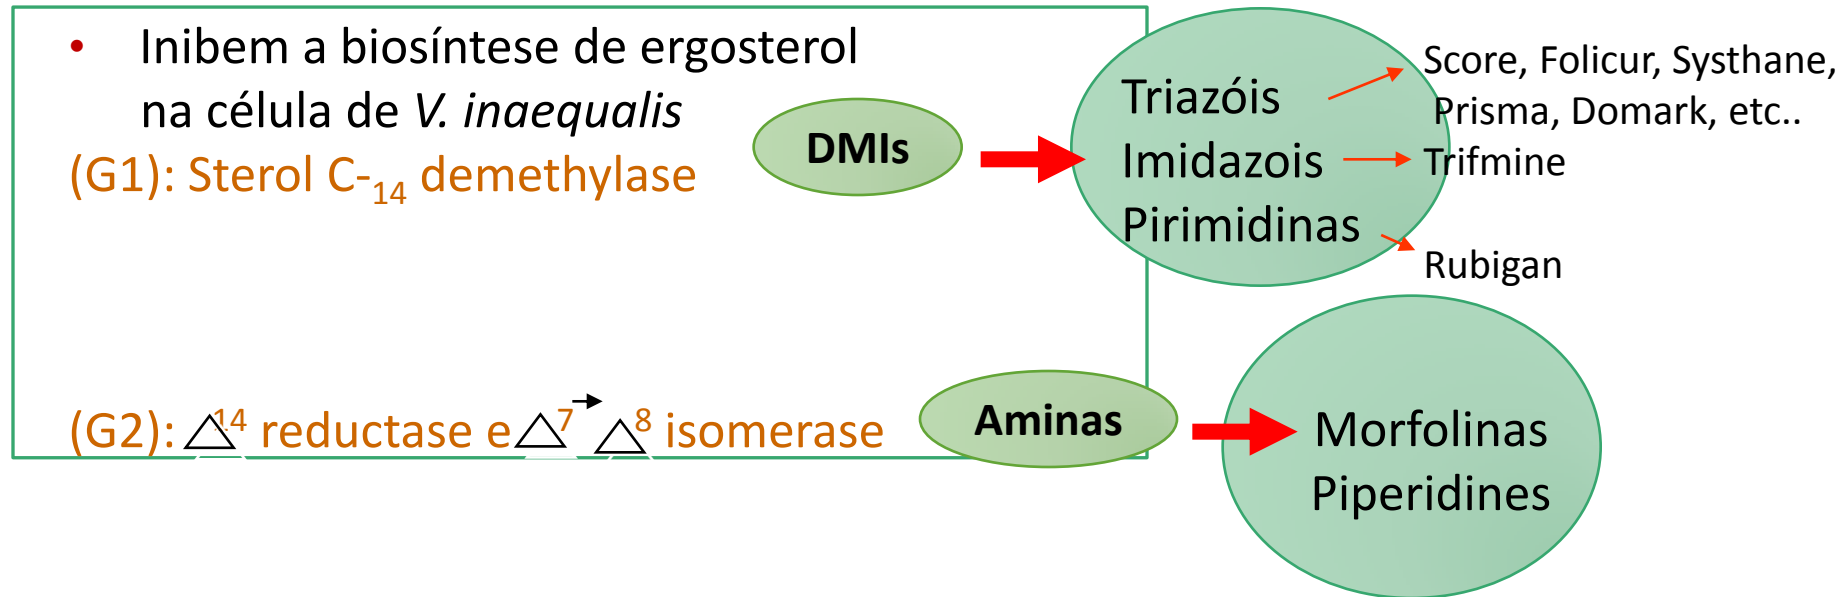 • Inibem a biosíntese de ergosterol
na célula de V. inaequalis
(G1): Sterol C-14 demethylase
DMIs
Triazóis
Imidazois
Pirimidinas
Score, Folicur, Systhane,
Prisma, Domark, etc..
Trifmine
Rubigan
(G2): △14 reductase e △7 → △8 isomerase
Aminas
Morfolinas
Piperidines